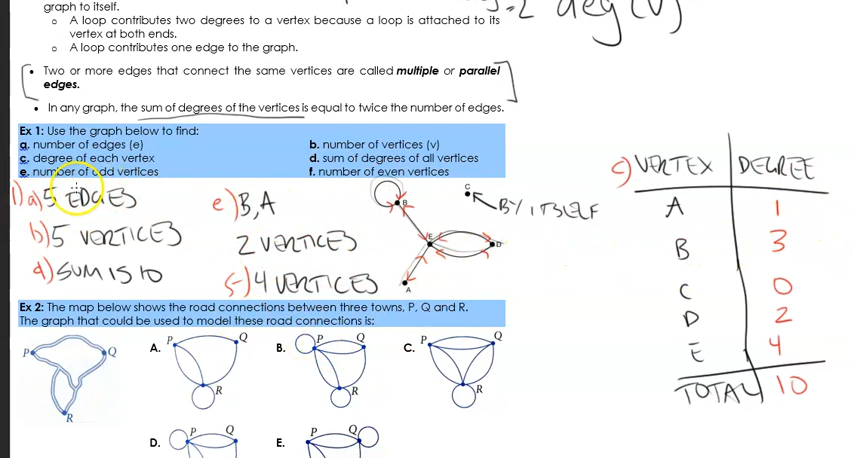 graph to itself.
o A loop contributes two degrees to a vertex because a loop is attached to its
vertex at both ends.
o A loop contributes one edge to the graph.
• Two or more edges that connect the same vertices are called multiple or parallel
edges.
• In any graph, the sum of degrees of the vertices is equal to twice the number of edges.
deg(V)
Ex 1: Use the graph below to find:
a. number of edges (e)
b. number of vertices (v)
c. degree of each vertex
d. sum of degrees of all vertices
e. number of odd vertices
f. number of even vertices
1) a) 5 EDGES
b) 5 VERTICES
d) SUM IS 10
e) B, A
2 VERTICES
4 VERTICES
B
C
E
D
A
BY ITSELF
c) VERTEX DEGREE
A 1
B 3
C 0
D 2
E 4
TOTAL 10
Ex 2: The map below shows the road connections between three towns, P, Q and R.
The graph that could be used to model these road connections is:
P Q
R
A. P Q
R
B. P Q
R
C. P Q
R
D. P Q
E. P Q